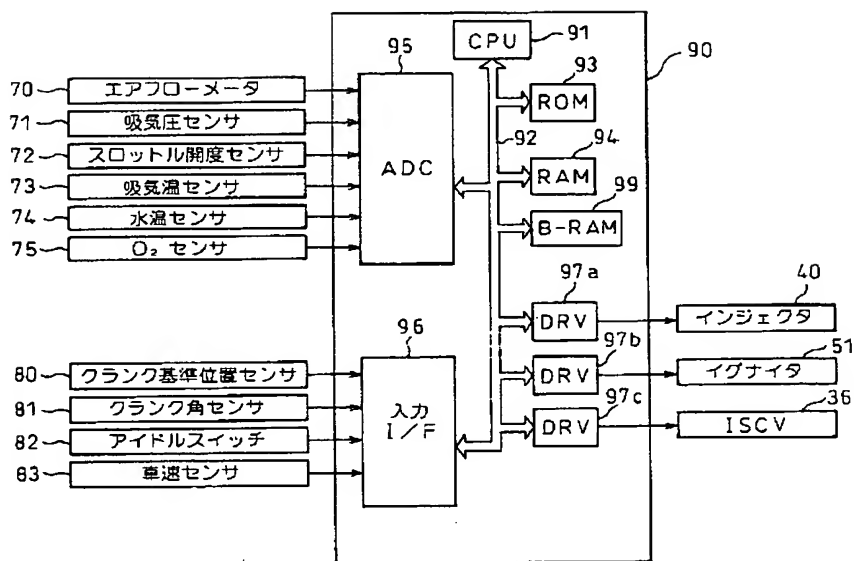 CPU
91
90
95
93
70 エアフローメータ
ROM
71 吸気圧センサ
92
94
72 スロットル開度センサ
ADC
RAM
73 吸気温センサ
99
74 水温センサ
B-RAM
75 O₂センサ
97a
40
96
DRV
インジェクタ
97b
51
80 クランク基準位置センサ
DRV
イグナイタ
81 クランク角センサ
入力
I/F
97c
36
82 アイドルスイッチ
DRV
ISCV
83 車速センサ